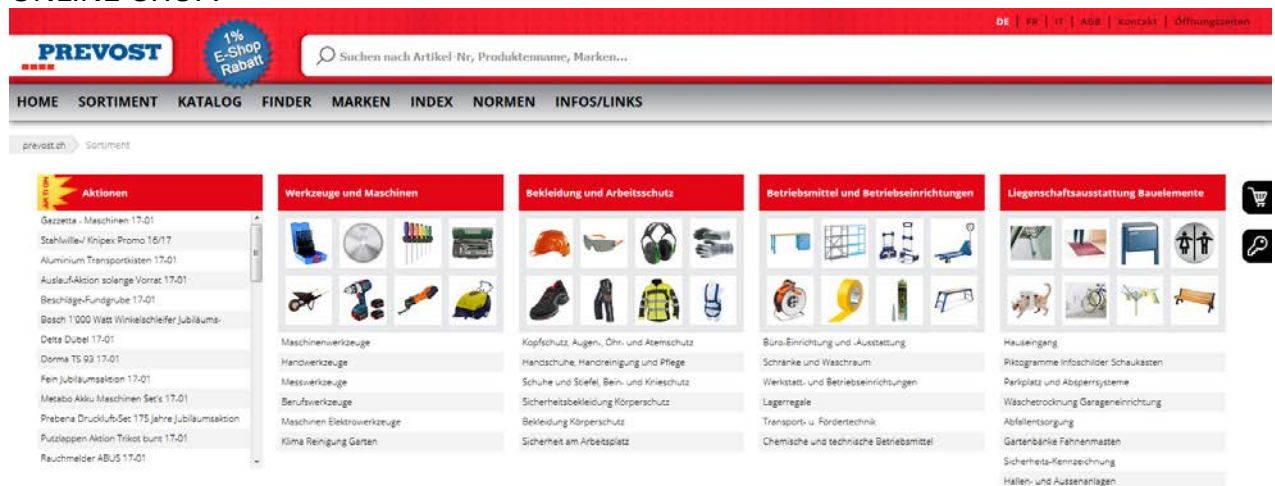 ONLINE SHOP
DE | FR | IT | AGB | Kontakt | Öffnungszeiten
PREVOST
1%
E-Shop
Rabatt
Suchen nach Artikel-Nr, Produktenname, Marken...
HOME SORTIMENT KATALOG FINDER MARKEN INDEX NORMEN INFOS/LINKS
prevost.ch Sortiment
AKTION
Aktionen
Gazzetta - Maschinen 17-01
Stahlwille-/ Knipex Promo 16/17
Aluminium Transportkisten 17-01
Auslauf-Aktion solange Vorrat 17-01
Beschläge-Fundgrube 17-01
Bosch 1'000 Watt Winkelschleifer Jubiläums-
Delta Dübel 17-01
Dorma TS 93 17-01
Fein Jubiläumsaktion 17-01
Metabo Akku Maschinen Set's 17-01
Prebena Druckluft-Set 175 Jahre Jubiläumsaktion
Putzlappen Aktion Trikot bunt 17-01
Rauchmelder ABUS 17-01
Werkzeuge und Maschinen
Maschinenwerkzeuge
Handwerkzeuge
Messwerkzeuge
Berufswerkzeuge
Maschinen Elektrowerkzeuge
Klima Reinigung Garten
Bekleidung und Arbeitsschutz
Kopfschutz, Augen-, Ohr- und Atemschutz
Handschuhe, Handreinigung und Pflege
Schuhe und Stiefel, Bein- und Knieschutz
Sicherheitsbekleidung Körperschutz
Bekleidung Körperschutz
Sicherheit am Arbeitsplatz
Betriebsmittel und Betriebseinrichtungen
Büro-Einrichtung und -Ausstattung
Schränke und Waschraum
Werkstatt- und Betriebseinrichtungen
Lagerregale
Transport- u. Fördertechnik
Chemische und technische Betriebsmittel
Liegenschaftsausstattung Bauelemente
Hauseingang
Piktogramme Infoschilder Schaukästen
Parkplatz und Absperrsysteme
Wäschetrocknung Garageneinrichtung
Abfallentsorgung
Gartenbänke Fahnenmasten
Sicherheits-Kennzeichnung
Hallen- und Aussenanlagen